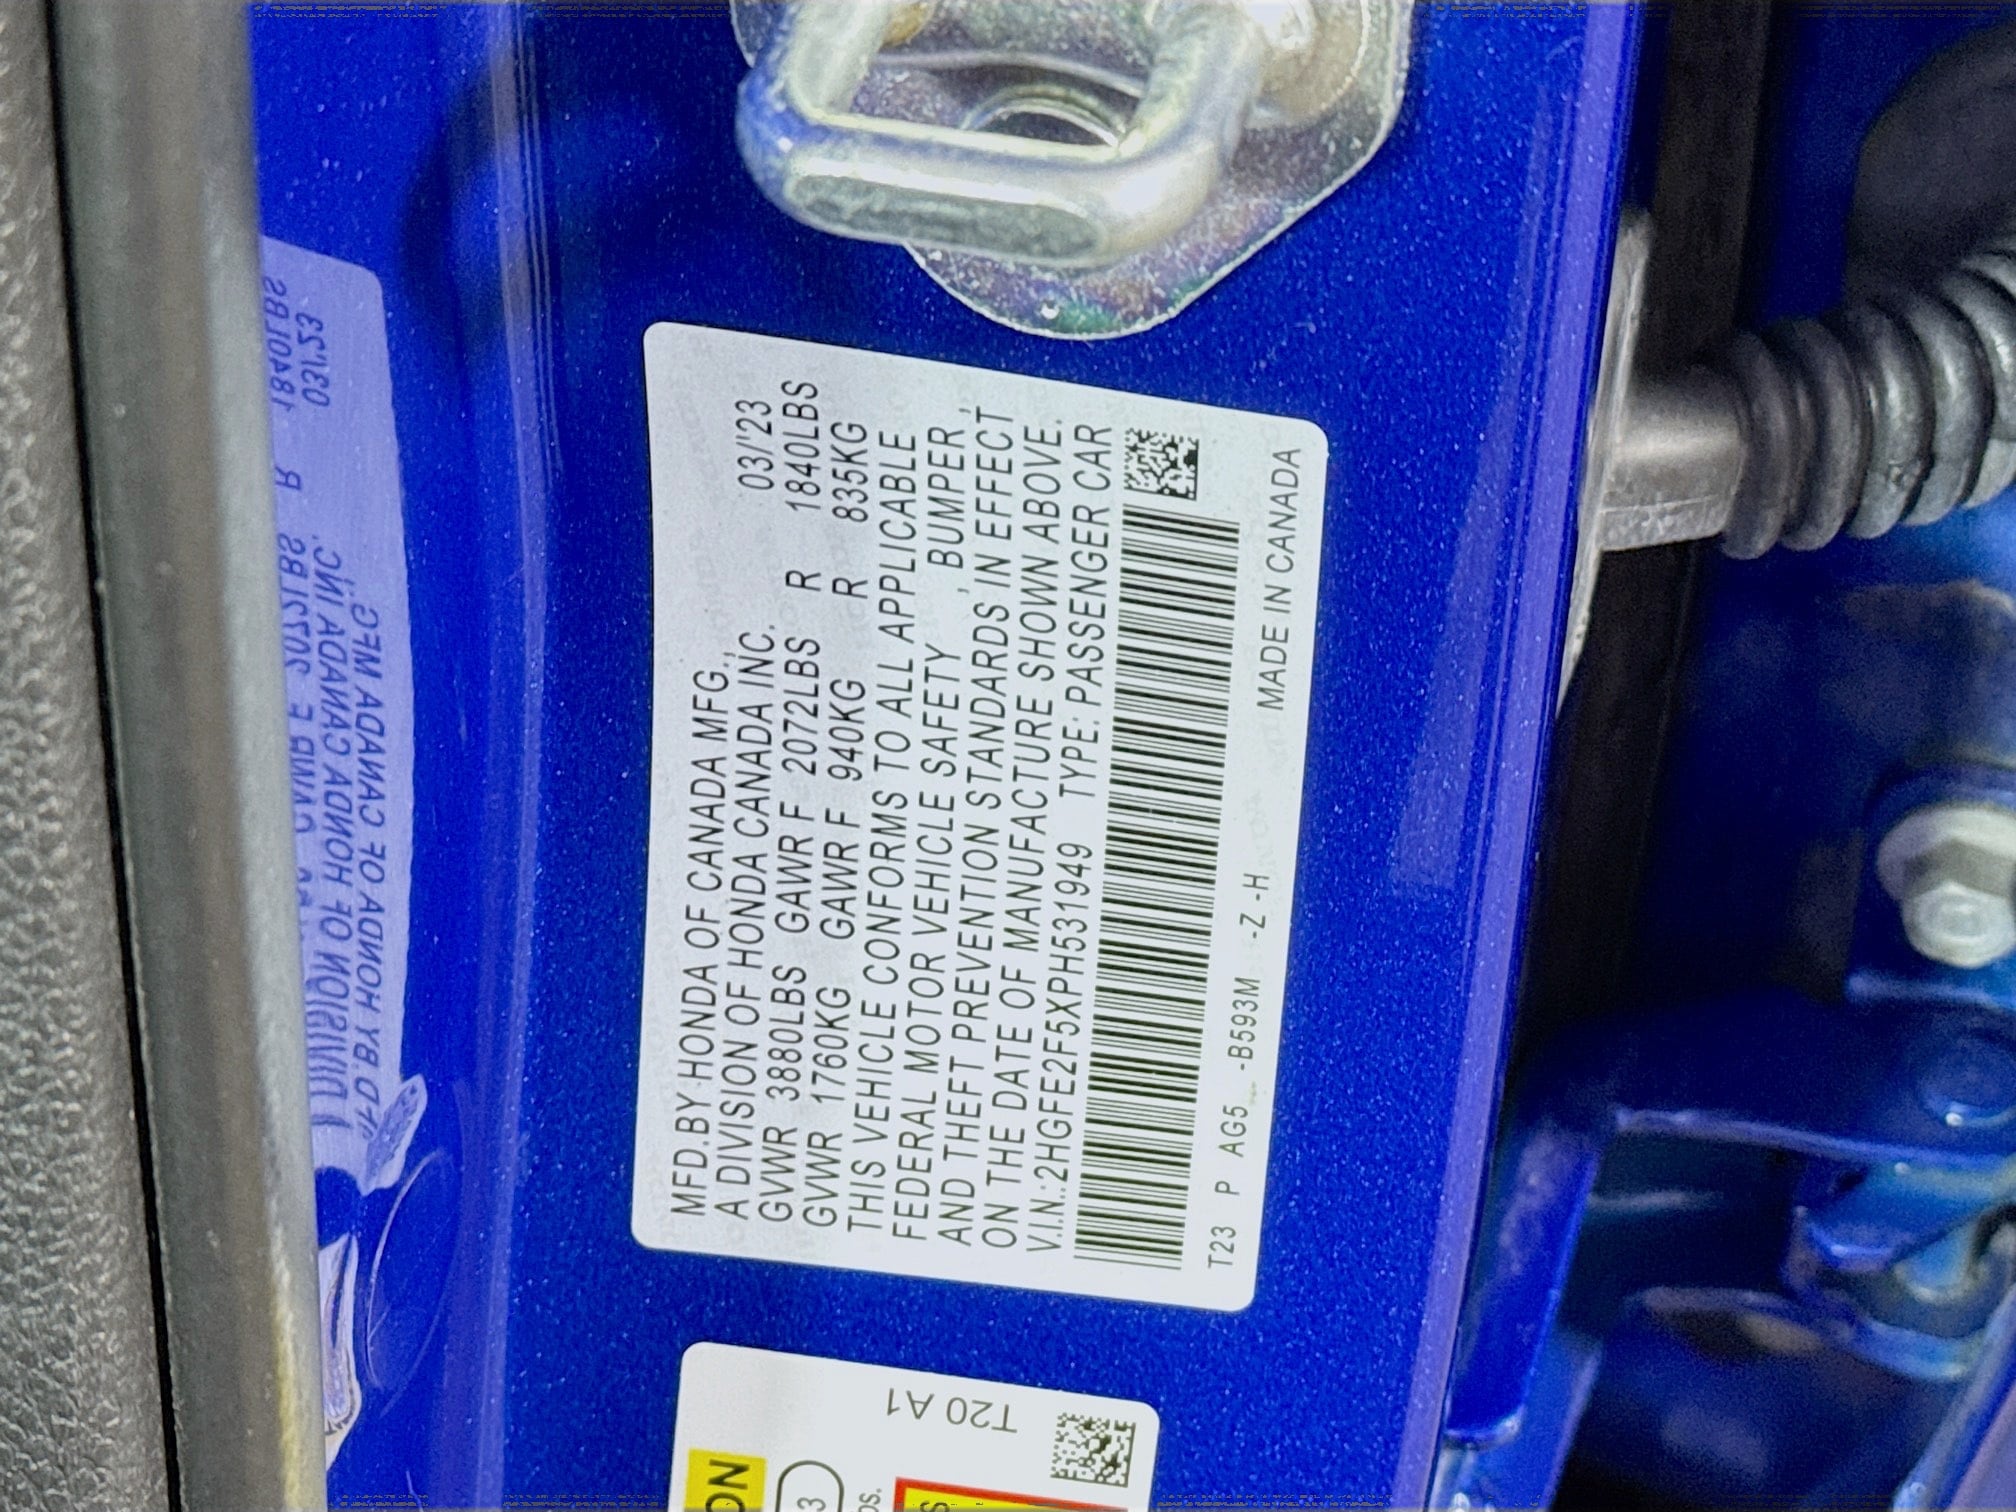 MFD.BY HONDA OF CANADA MFG.,
A DIVISION OF HONDA CANADA INC. 03/'23
GVWR 3880LBS GAWR F 2072LBS R 1840LBS
GVWR 1760KG GAWR F 940KG R 835KG
THIS VEHICLE CONFORMS TO ALL APPLICABLE
FEDERAL MOTOR VEHICLE SAFETY , BUMPER ,
AND THEFT PREVENTION STANDARDS IN EFFECT
ON THE DATE OF MANUFACTURE SHOWN ABOVE.
V.I.N.:2HGFE2F5XPH531949 TYPE: PASSENGER CAR
T23 P AG5 -B593M -Z -H MADE IN CANADA
T20 A1
ON
3